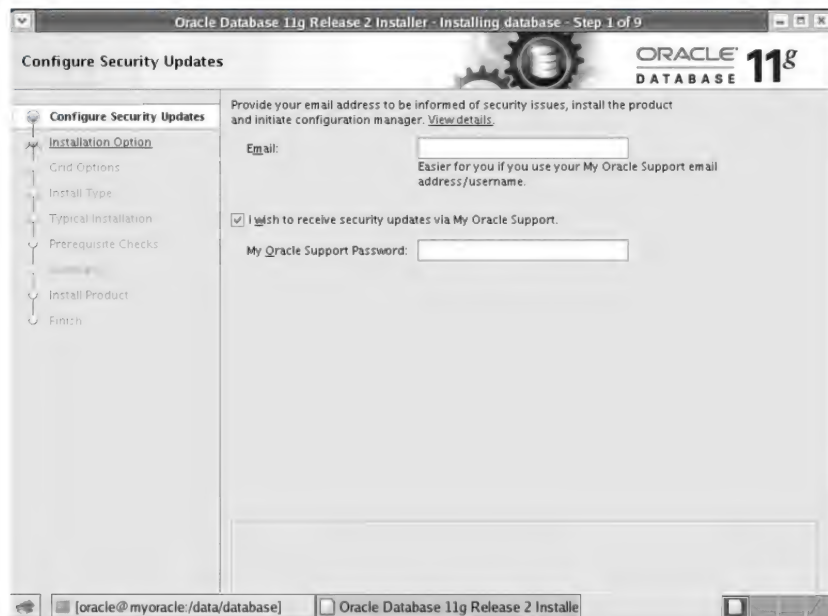 Oracle Database 11g Release 2 Installer - Installing database - Step 1 of 9
Configure Security Updates
ORACLE
DATABASE
11g
Configure Security Updates
Installation Option
Grid Options
Install Type
Typical Installation
Prerequisite Checks
Install Product
Finish
Provide your email address to be informed of security issues, install the product
and initiate configuration manager. View details.
Email:
Easier for you if you use your My Oracle Support email
address/username.
I wish to receive security updates via My Oracle Support.
My Oracle Support Password:
[oracle@myoracle:/data/database]
Oracle Database 11g Release 2 Installe